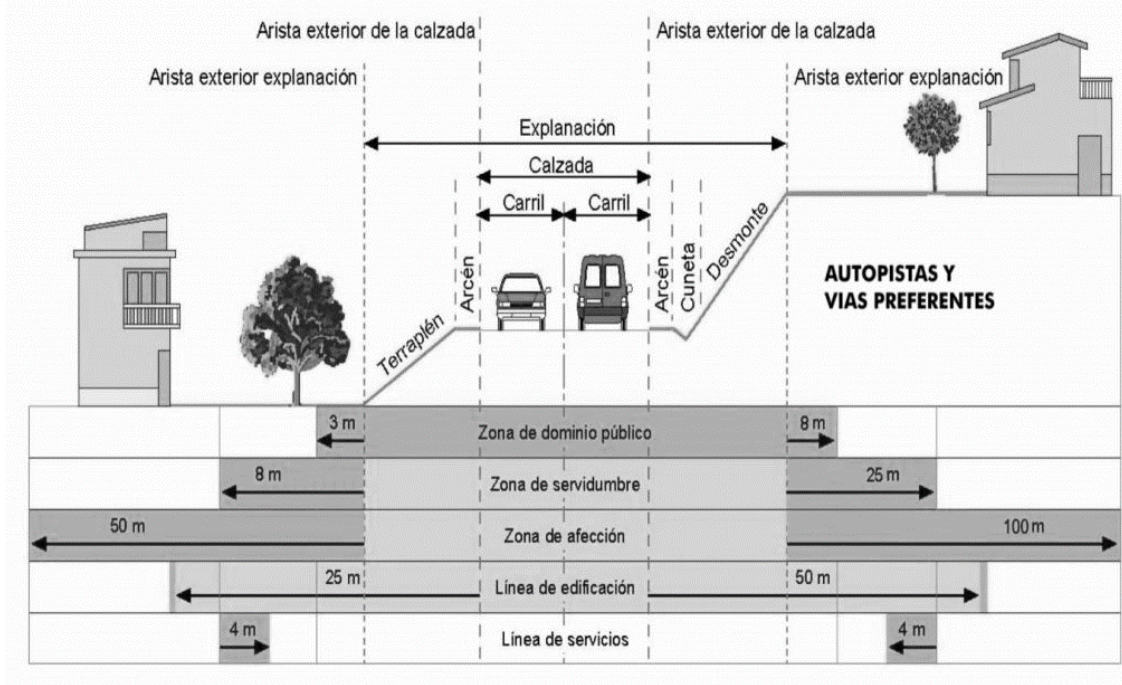 Arista exterior de la calzada
Arista exterior de la calzada
Arista exterior explanación
Arista exterior explanación
Explanación
Calzada
Carril
Carril
Arcén
Arcén
Cuneta
Desmonte
Terraplén
AUTOPISTAS Y
VIAS PREFERENTES
3 m
Zona de dominio público
8 m
8 m
Zona de servidumbre
25 m
50 m
Zona de afección
100 m
25 m
Línea de edificación
50 m
4 m
Línea de servicios
4 m